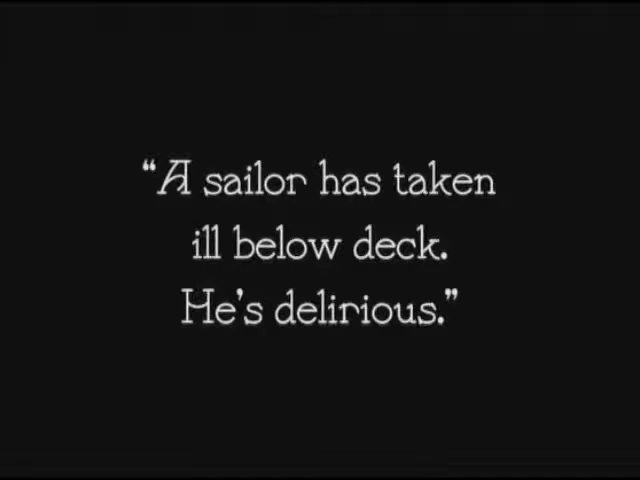 “A sailor has taken
ill below deck.
He’s delirious.”